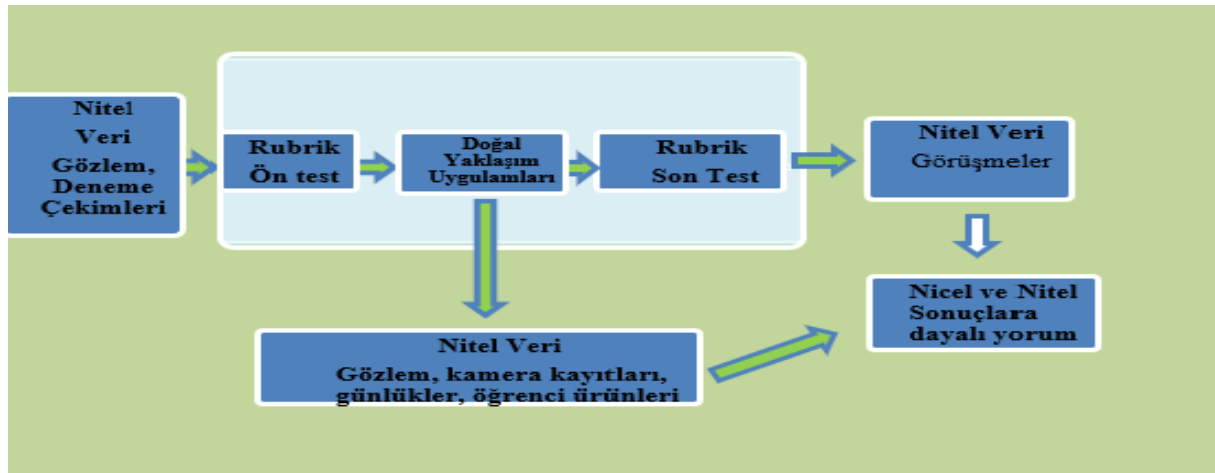 Nitel
Veri
Gözlem,
Deneme
Çekimleri
Rubrik
Ön test
Doğal
Yaklaşım
Uygulamları
Rubrik
Son Test
Nitel Veri
Görüşmeler
Nitel Veri
Gözlem, kamera kayıtları,
günlükler, öğrenci ürünleri
Nicel ve Nitel
Sonuçlara
dayalı yorum